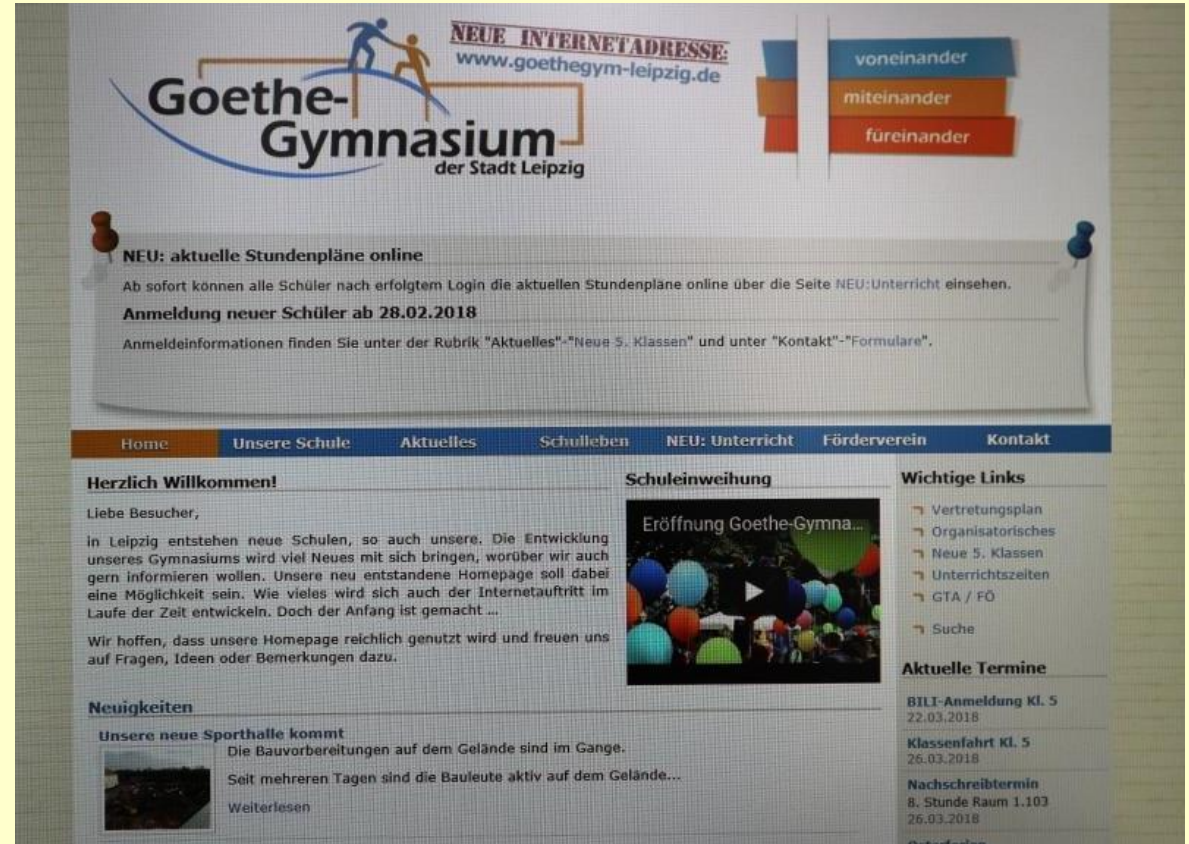 Goethe-
Gymnasium
der Stadt Leipzig
NEUE INTERNETADRESSE:
www.goethegym-leipzig.de
voneinander
miteinander
füreinander
NEU: aktuelle Stundenpläne online
Ab sofort können alle Schüler nach erfolgtem Login die aktuellen Stundenpläne online über die Seite NEU:Unterricht einsehen.
Anmeldung neuer Schüler ab 28.02.2018
Anmeldeinformationen finden Sie unter der Rubrik "Aktuelles"-"Neue 5. Klassen" und unter "Kontakt"-"Formulare".
Home Unsere Schule Aktuelles Schulleben NEU: Unterricht Förderverein Kontakt
Herzlich Willkommen!
Liebe Besucher,
in Leipzig entstehen neue Schulen, so auch unsere. Die Entwicklung
unseres Gymnasiums wird viel Neues mit sich bringen, worüber wir auch
gern informieren wollen. Unsere neu entstandene Homepage soll dabei
eine Möglichkeit sein. Wie vieles wird sich auch der Internetauftritt im
Laufe der Zeit entwickeln. Doch der Anfang ist gemacht ...
Wir hoffen, dass unsere Homepage reichlich genutzt wird und freuen uns
auf Fragen, Ideen oder Bemerkungen dazu.
Schuleinweihung
Eröffnung Goethe-Gymna...
Neuigkeiten
Unsere neue Sporthalle kommt
Die Bauvorbereitungen auf dem Gelände sind im Gange.
Seit mehreren Tagen sind die Bauleute aktiv auf dem Gelände...
Weiterlesen
Wichtige Links
Vertretungsplan
Organisatorisches
Neue 5. Klassen
Unterrichtszeiten
GTA / FÖ
Suche
Aktuelle Termine
BILI-Anmeldung Kl. 5
22.03.2018
Klassenfahrt Kl. 5
26.03.2018
Nachschreibtermin
8. Stunde Raum 1.103
26.03.2018